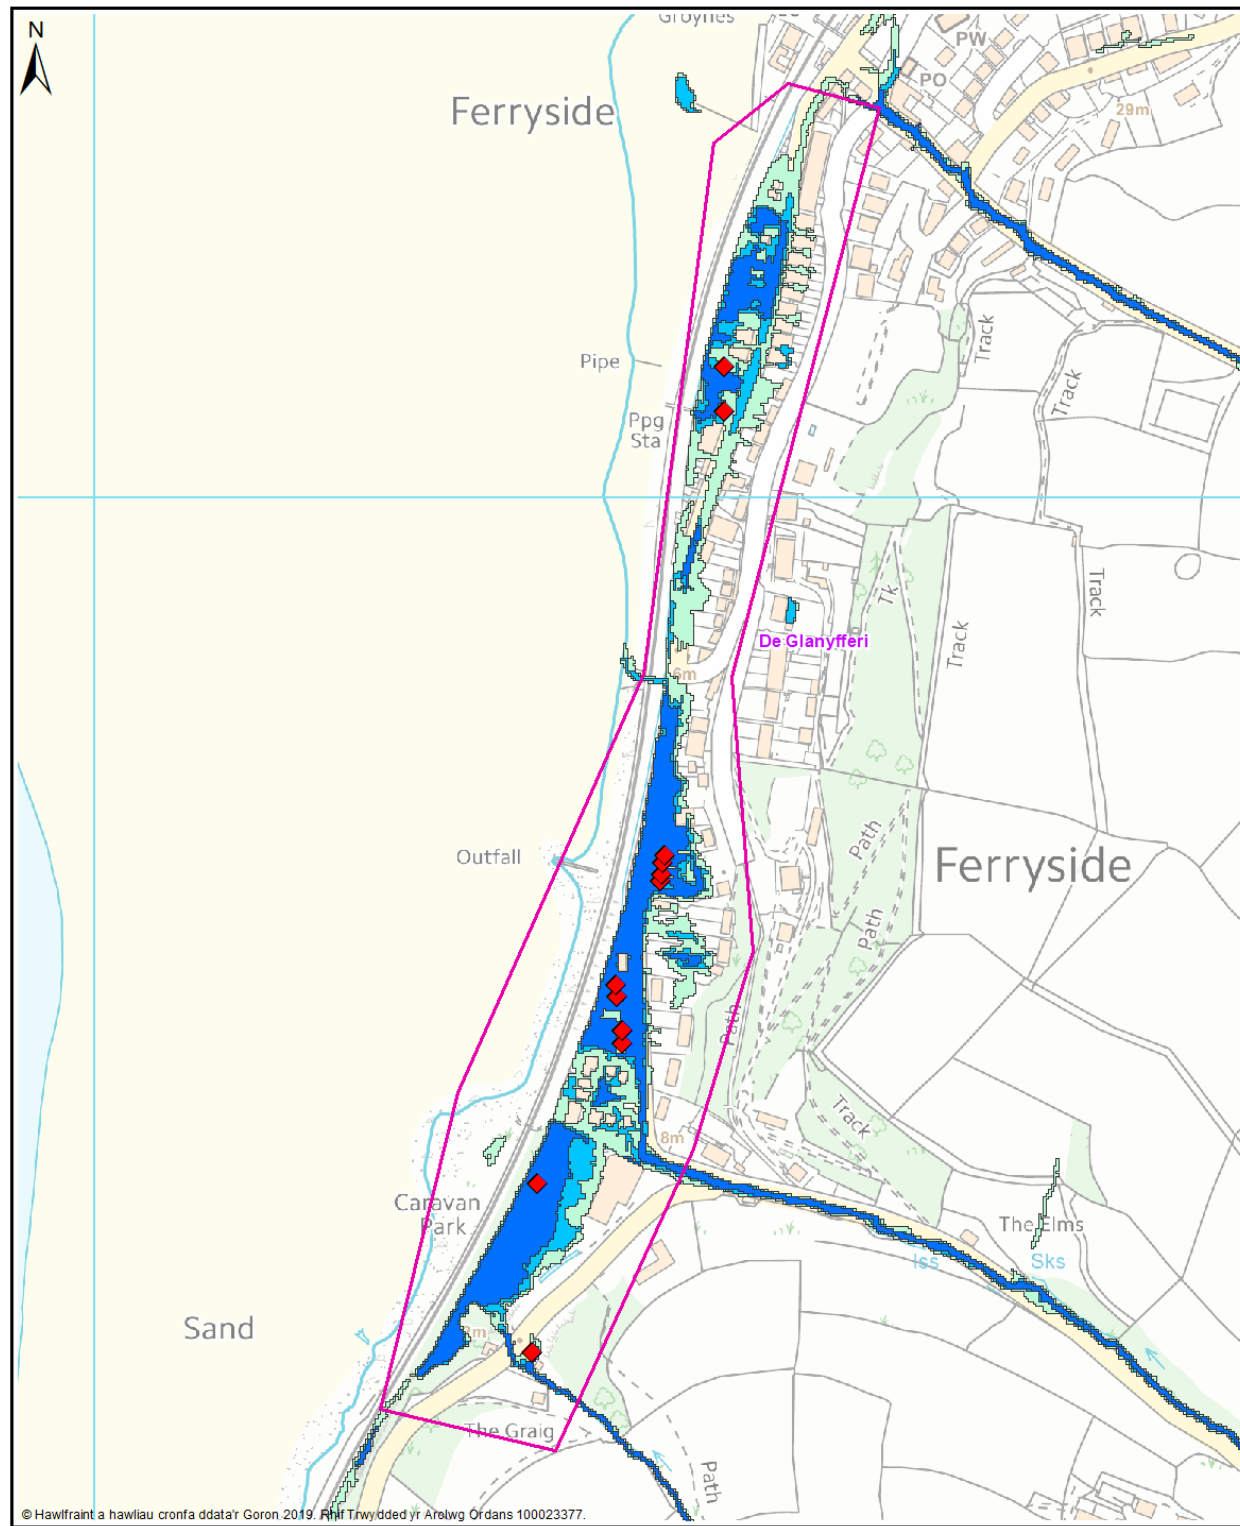 N
Groynes
PW
PO
Ferryside
29m
Track
Pipe
Track
Ppg
Sta
Track
Tk
Track
De Glanyfferi
6m
Path
Outfall
Ferryside
Path
Path
Track
8m
Caravan
Park
The Elms
Iss
Sks
Sand
The Graig
Path
© Hawlfraint a hawliau cronfa ddata'r Goron 2019. Rhif Trwydded yr Arolwg Ordans 100023377.